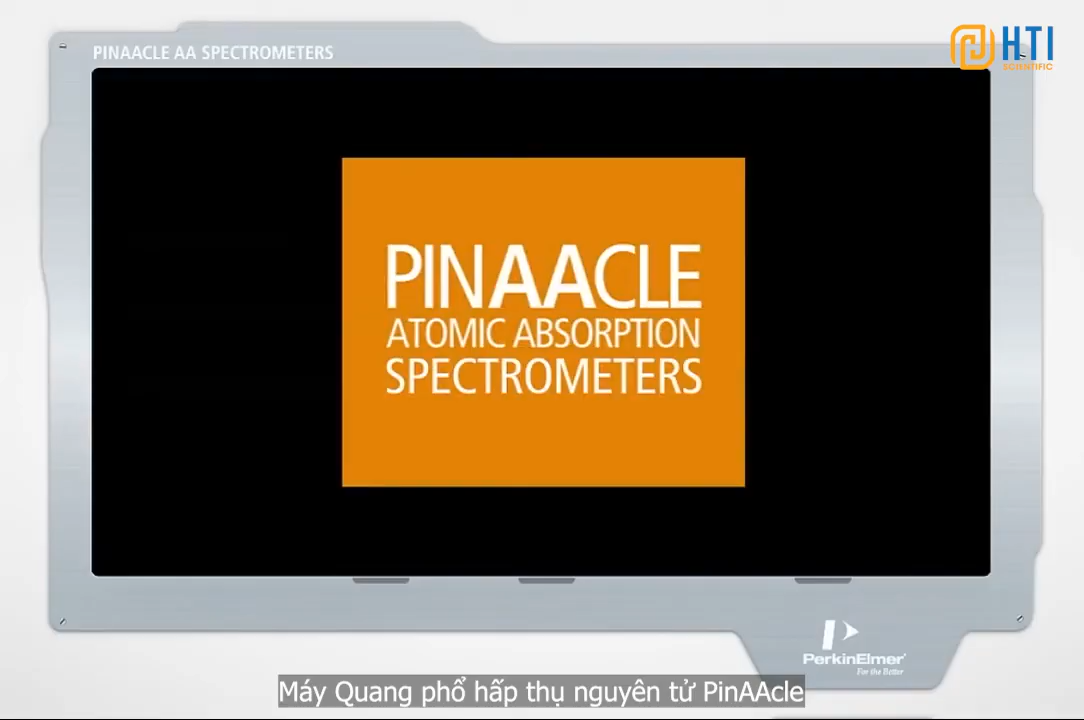 PINAACLE AA SPECTROMETERS
HTI
SCIENTIFIC
PINAACLE
ATOMIC ABSORPTION
SPECTROMETERS
PerkinElmer
For the Better
Máy Quang phổ hấp thụ nguyên tử PinAAcle